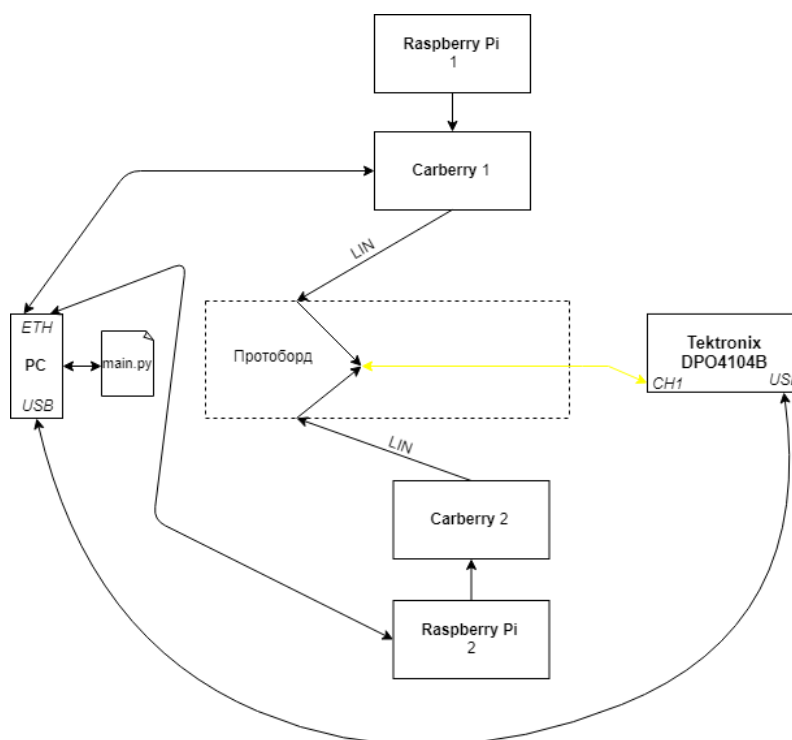 Raspberry Pi
1
Carberry 1
LIN
ETH
PC
main.py
USB
Протоборд
Tektronix
DPO4104B
CH1
USB
LIN
Carberry 2
Raspberry Pi
2